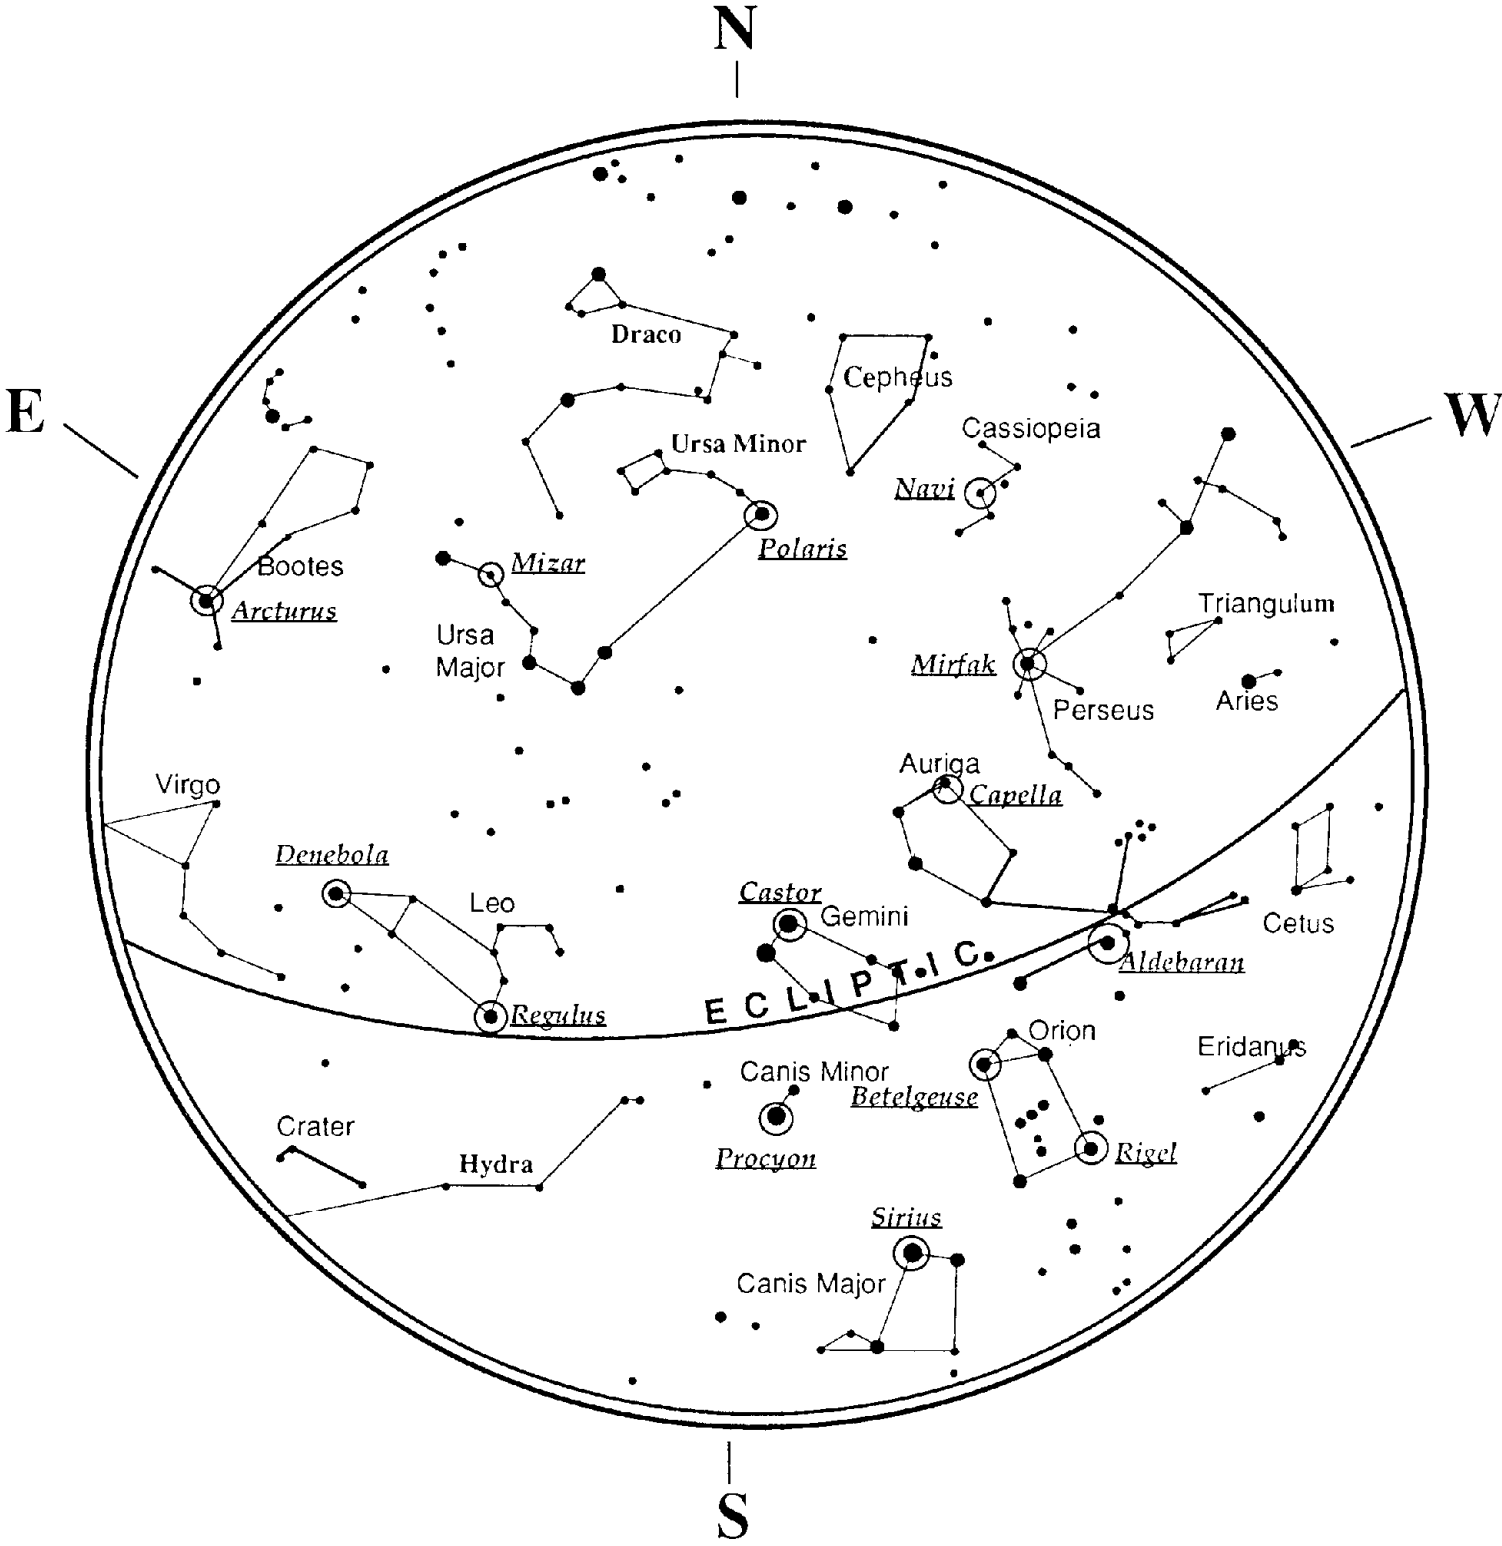 N
E
W
Draco
Cepheus
Cassiopeia
Ursa Minor
Navi
Polaris
Mizar
Bootes
Arcturus
Ursa
Major
Triangulum
Mirfak
Perseus
Aries
Auriga
Capella
Virgo
Denebola
Leo
Castor
Gemini
Cetus
Aldebaran
ECLIPTIC
Regulus
Orion
Eridanus
Canis Minor
Betelgeuse
Crater
Hydra
Procyon
Rigel
Sirius
Canis Major
S